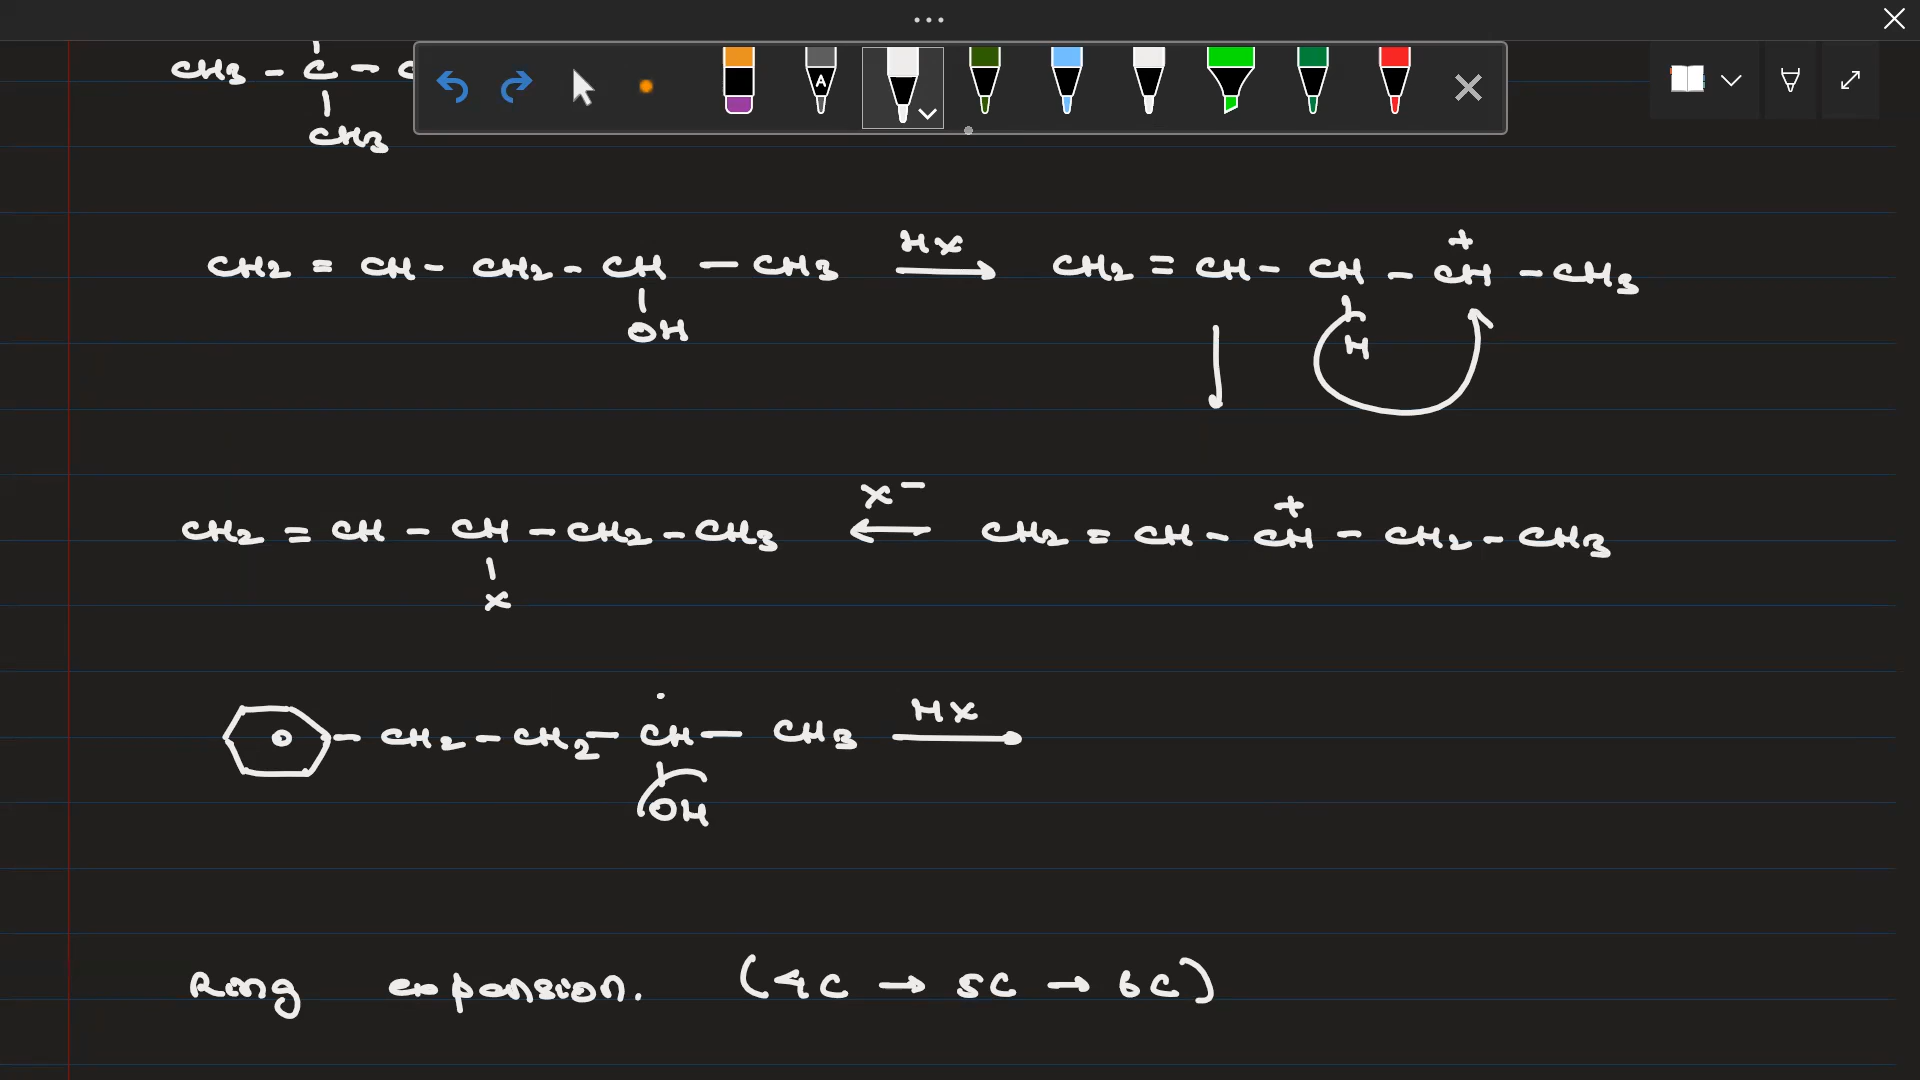 CH3 - C - C
CH3
CH2 = CH - CH2 - CH - CH3 HX → CH2 = CH - CH - CH - CH3
+
OH
H
CH2 = CH - CH - CH2 - CH3 ← X⁻ CH2 = CH - CH - CH2 - CH3
+
X
- CH2 - CH2 - CH - CH3 HX →
OH
Ring expansion. (4C → 5C → 6C)